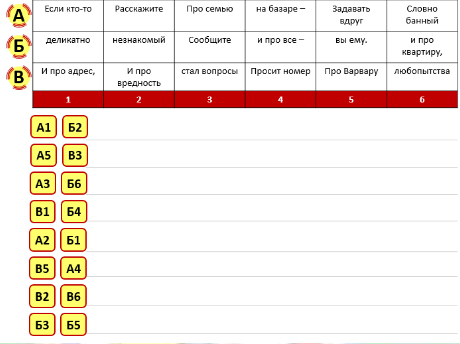 А Если кто-то Расскажите Про семью на базаре – Задавать вдруг Словно банный
Б деликатно незнакомый Сообщите и про все – вы ему. и про квартиру,
В И про адрес, И про вредность стал вопросы Просит номер Про Варвару любопытства
1 2 3 4 5 6
А1 Б2
А5 В3
А3 Б6
В1 Б4
А2 Б1
В5 А4
В2 В6
Б3 Б5